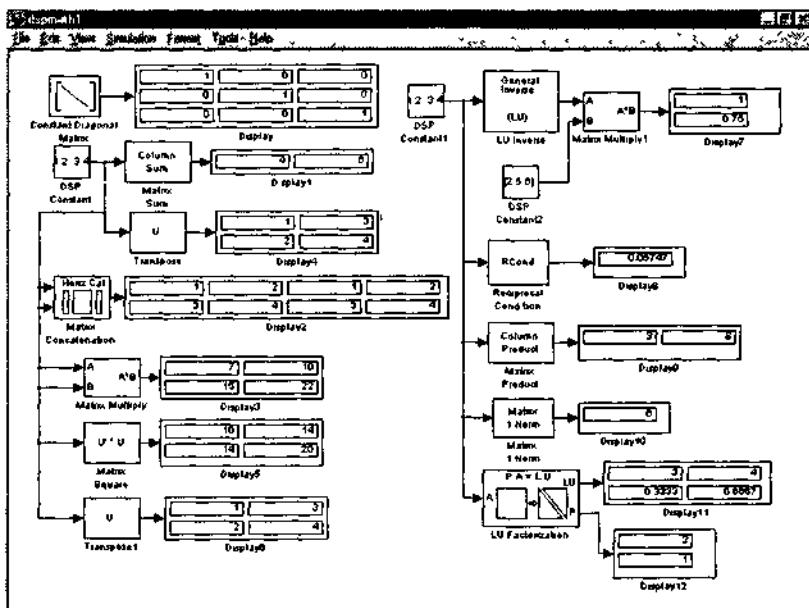 File Edit View Simulation Format Tools Help
1 0 0
0 1 0
0 0 1
Constant Diagonal
Matrix
Display
1 2 3 4
DSP
Constant
Column
Sum
Matrix
Sum
4 6
Display1
U
Transpose
1 3
2 4
Display4
Horiz Cat
Matrix
Concatenation
1 2 1 2
3 4 3 4
Display2
A
B
A*B
Matrix Multiply
7 10
15 22
Display3
Matrix
Square
10 14
14 20
Display5
U
Transpose1
1 3
2 4
Display6
1 2 3 4
DSP
Constant1
General
Inverse
(LU)
LU Inverse
A
B
A*B
Matrix Multiply1
1
0.75
Display7
DSP
Constant2
RCond
Reciprocal
Condition
Display8
Column
Product
Matrix
Product
3 8
Display9
Matrix
1 Norm
Matrix
1 Norm
6
Display10
P A = L U
A
LU
P
LU Factorization
3 4
0.3333 0.6667
Display11
2
1
Display12